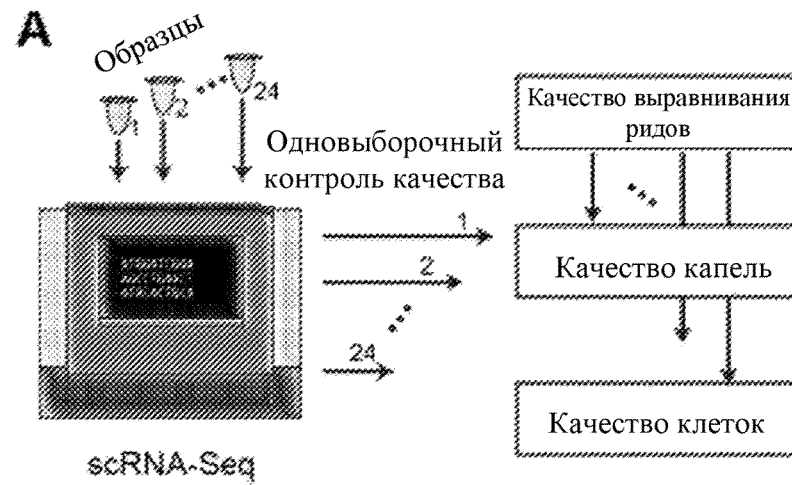 A
Образцы
1
2
24
Одновыборочный
контроль качества
1
2
24
Качество выравнивания
ридов
Качество капель
Качество клеток
scRNA-Seq